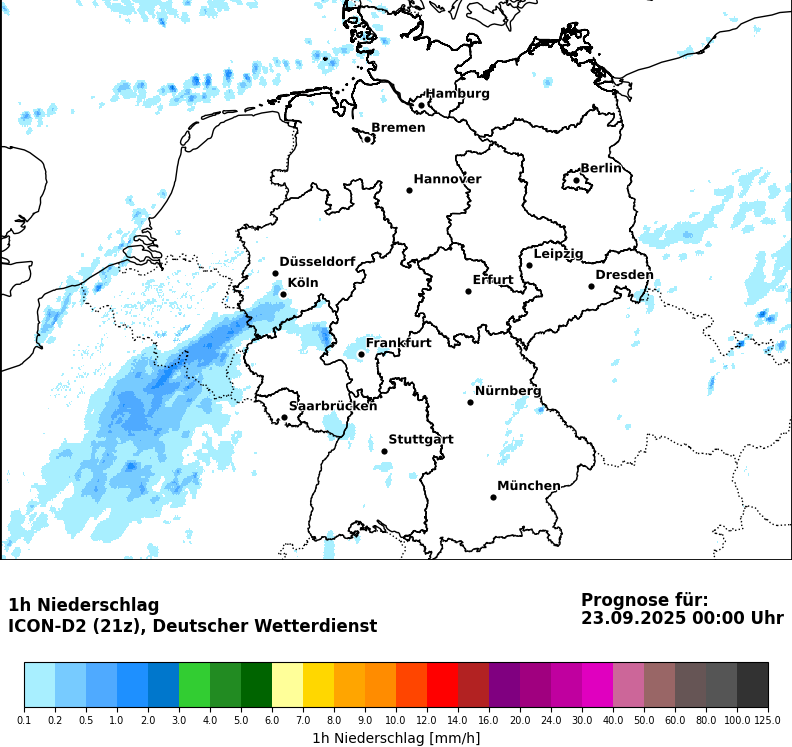 Hamburg
Bremen
Berlin
Hannover
Leipzig
Düsseldorf
Dresden
Köln
Erfurt
Frankfurt
Nürnberg
Saarbrücken
Stuttgart
München
1h Niederschlag
ICON-D2 (21z), Deutscher Wetterdienst
Prognose für:
23.09.2025 00:00 Uhr
0.1 0.2 0.5 1.0 2.0 3.0 4.0 5.0 6.0 7.0 8.0 9.0 10.0 12.0 14.0 16.0 20.0 24.0 30.0 40.0 50.0 60.0 80.0 100.0 125.0
1h Niederschlag [mm/h]